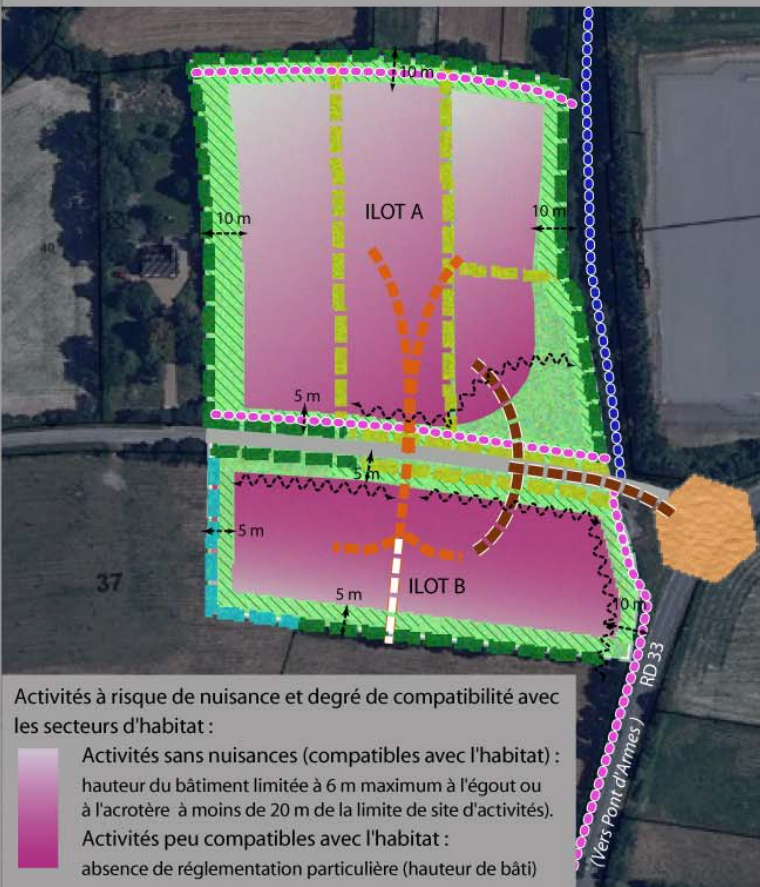 10 m
ILOT A
10 m
10 m
5 m
5 m
5 m
37
ILOT B
5 m
10 m
RD 33
(Vers Pont d'Armes )
Activités à risque de nuisance et degré de compatibilité avec
les secteurs d'habitat :
Activités sans nuisances (compatibles avec l'habitat) :
hauteur du bâtiment limitée à 6 m maximum à l'égout ou
à l'acrotère à moins de 20 m de la limite de site d'activités).
Activités peu compatibles avec l'habitat :
absence de réglementation particulière (hauteur de bâti)